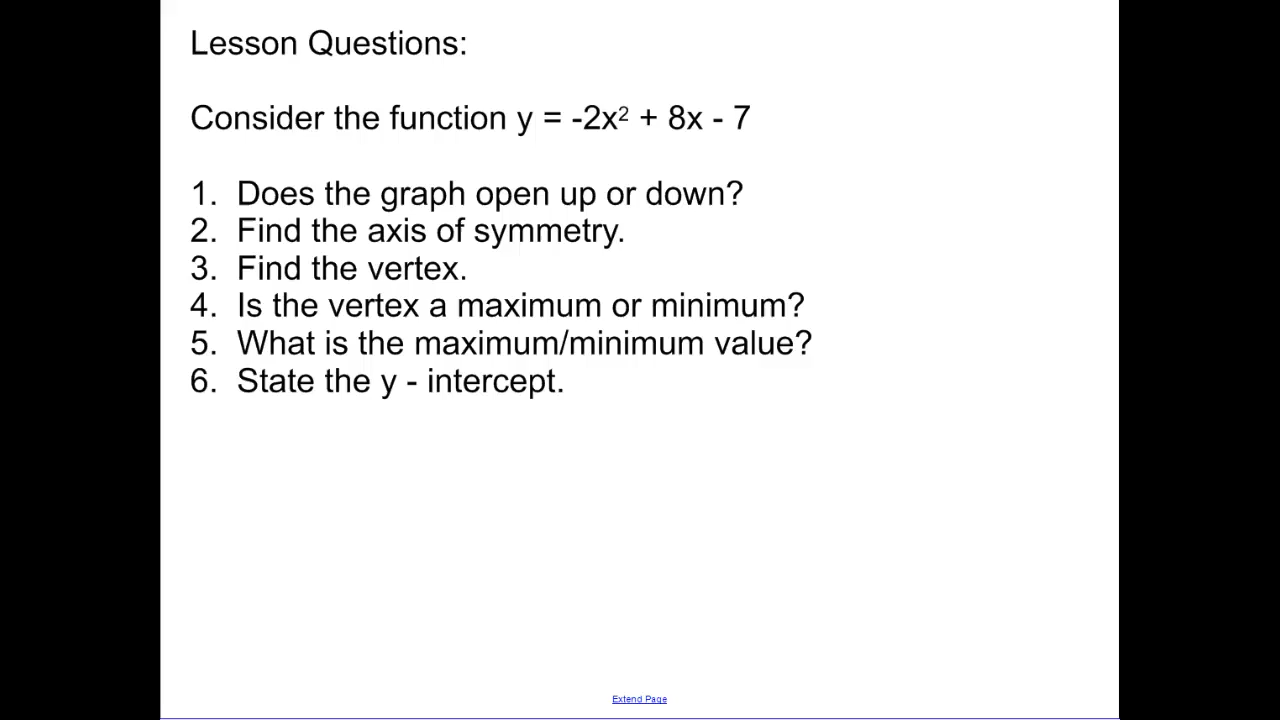 Lesson Questions:
Consider the function y = -2x² + 8x - 7
1. Does the graph open up or down?
2. Find the axis of symmetry.
3. Find the vertex.
4. Is the vertex a maximum or minimum?
5. What is the maximum/minimum value?
6. State the y - intercept.
Extend Page